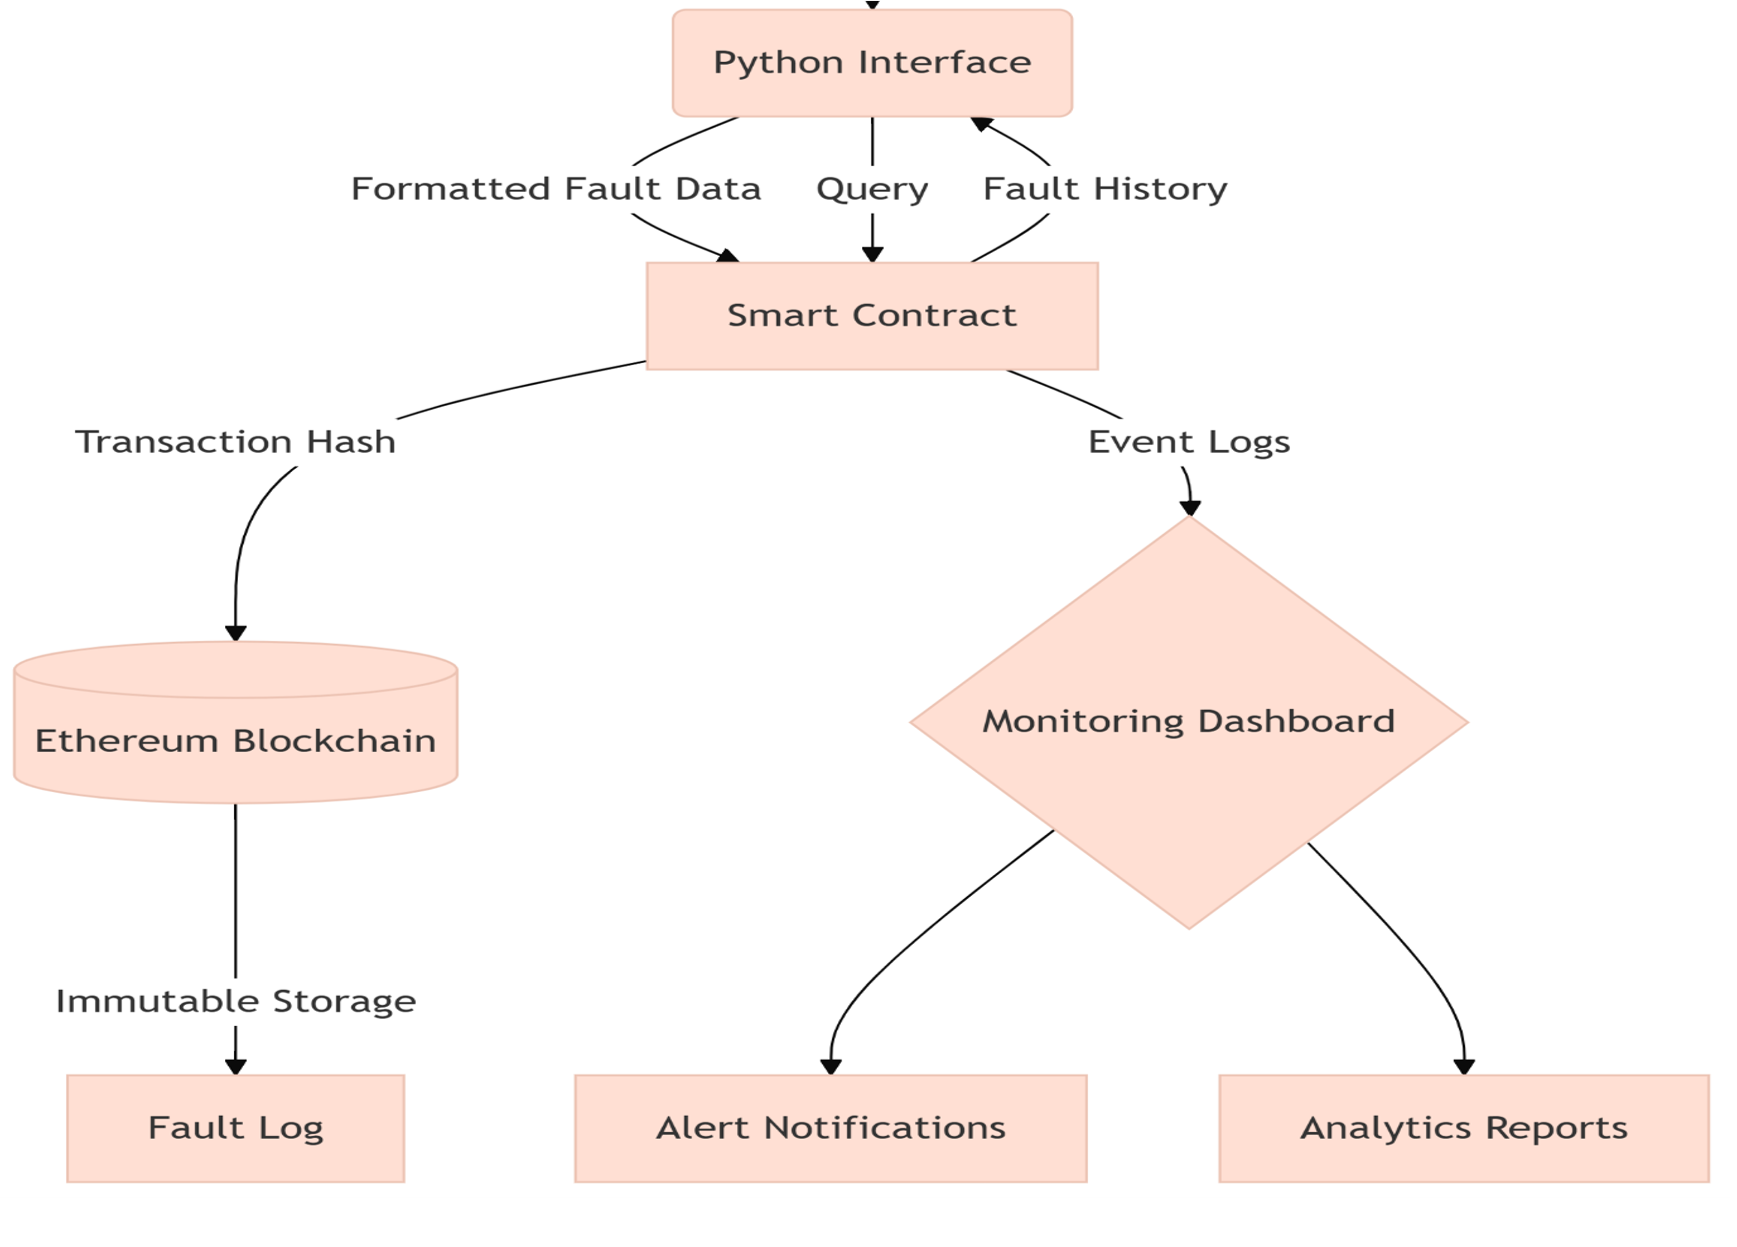 Python Interface
Formatted Fault Data
Query
Fault History
Smart Contract
Transaction Hash
Event Logs
Ethereum Blockchain
Monitoring Dashboard
Immutable Storage
Fault Log
Alert Notifications
Analytics Reports